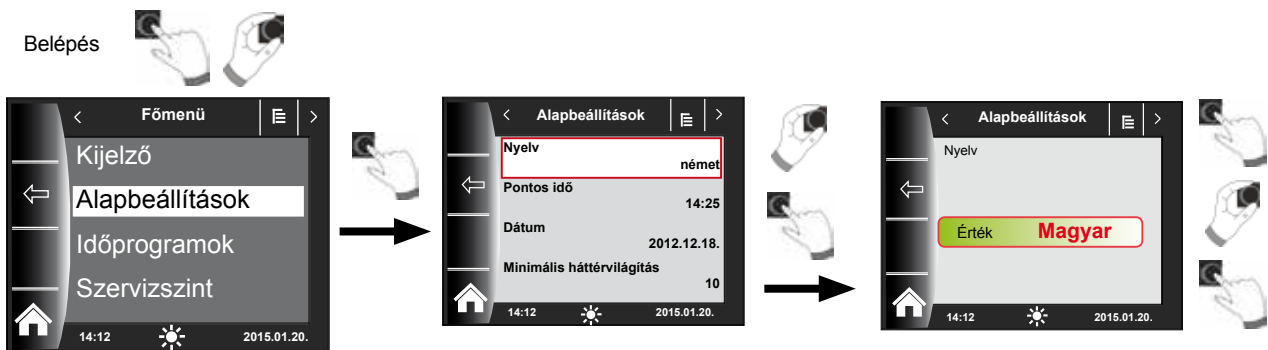 Belépés
< Főmenü >
Kijelző
Alapbeállítások
Időprogramok
Szervizszint
14:12 2015.01.20.
< Alapbeállítások >
Nyelv
német
Pontos idő
14:25
Dátum
2012.12.18.
Minimális háttérvilágítás
10
14:12 2015.01.20.
< Alapbeállítások >
Nyelv
Érték Magyar
14:12 2015.01.20.